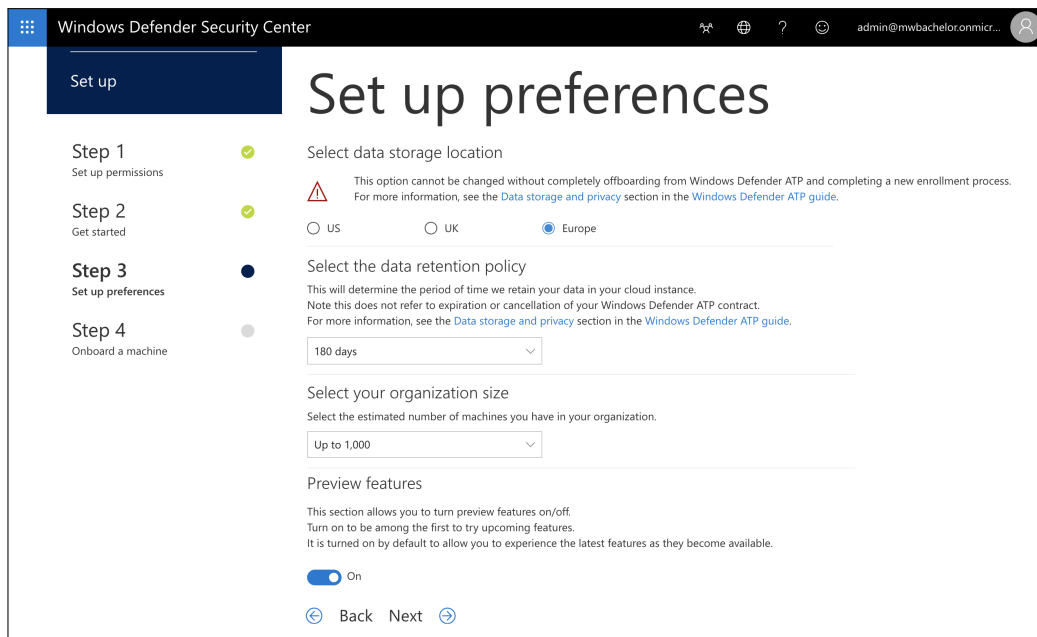 Windows Defender Security Center
?
admin@mwbachelor.onmicr...
Set up
Step 1
Set up permissions
Step 2
Get started
Step 3
Set up preferences
Step 4
Onboard a machine
Set up preferences
Select data storage location
This option cannot be changed without completely offboarding from Windows Defender ATP and completing a new enrollment process.
For more information, see the Data storage and privacy section in the Windows Defender ATP guide.
US UK Europe
Select the data retention policy
This will determine the period of time we retain your data in your cloud instance.
Note this does not refer to expiration or cancellation of your Windows Defender ATP contract.
For more information, see the Data storage and privacy section in the Windows Defender ATP guide.
180 days
Select your organization size
Select the estimated number of machines you have in your organization.
Up to 1,000
Preview features
This section allows you to turn preview features on/off.
Turn on to be among the first to try upcoming features.
It is turned on by default to allow you to experience the latest features as they become available.
On
Back Next